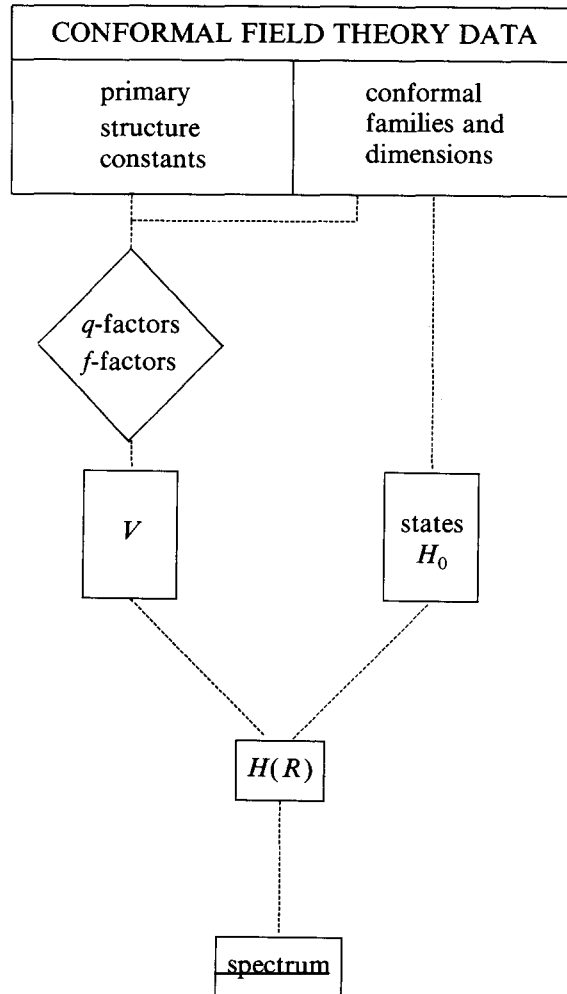 CONFORMAL FIELD THEORY DATA
primary
structure
constants
conformal
families and
dimensions
q-factors
f-factors
V
states
H₀
H(R)
spectrum